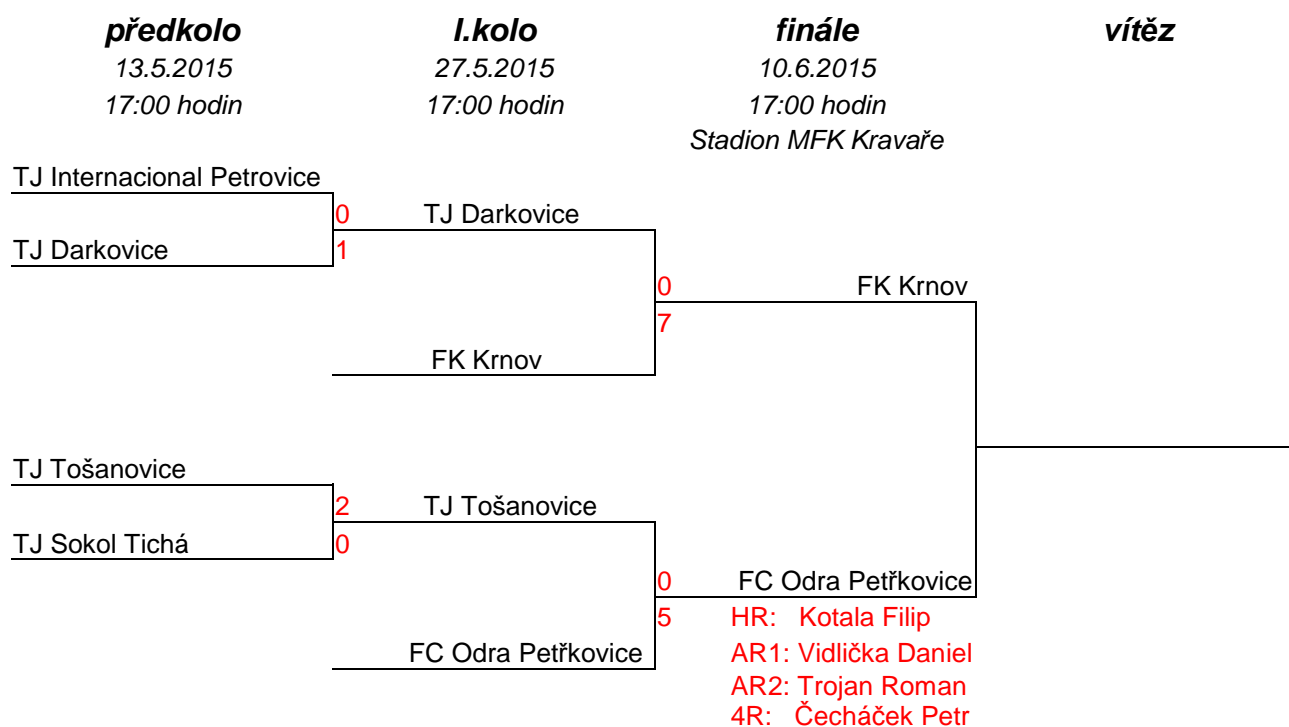 předkolo I.kolo finále vítěz
13.5.2015 27.5.2015 10.6.2015
17:00 hodin 17:00 hodin 17:00 hodin
Stadion MFK Kravaře
TJ Internacional Petrovice
0 TJ Darkovice
TJ Darkovice 1
0 FK Krnov
7
FK Krnov
TJ Tošanovice
2 TJ Tošanovice
TJ Sokol Tichá 0
0 FC Odra Petřkovice
5 HR: Kotala Filip
FC Odra Petřkovice AR1: Vidlička Daniel
AR2: Trojan Roman
4R: Čecháček Petr